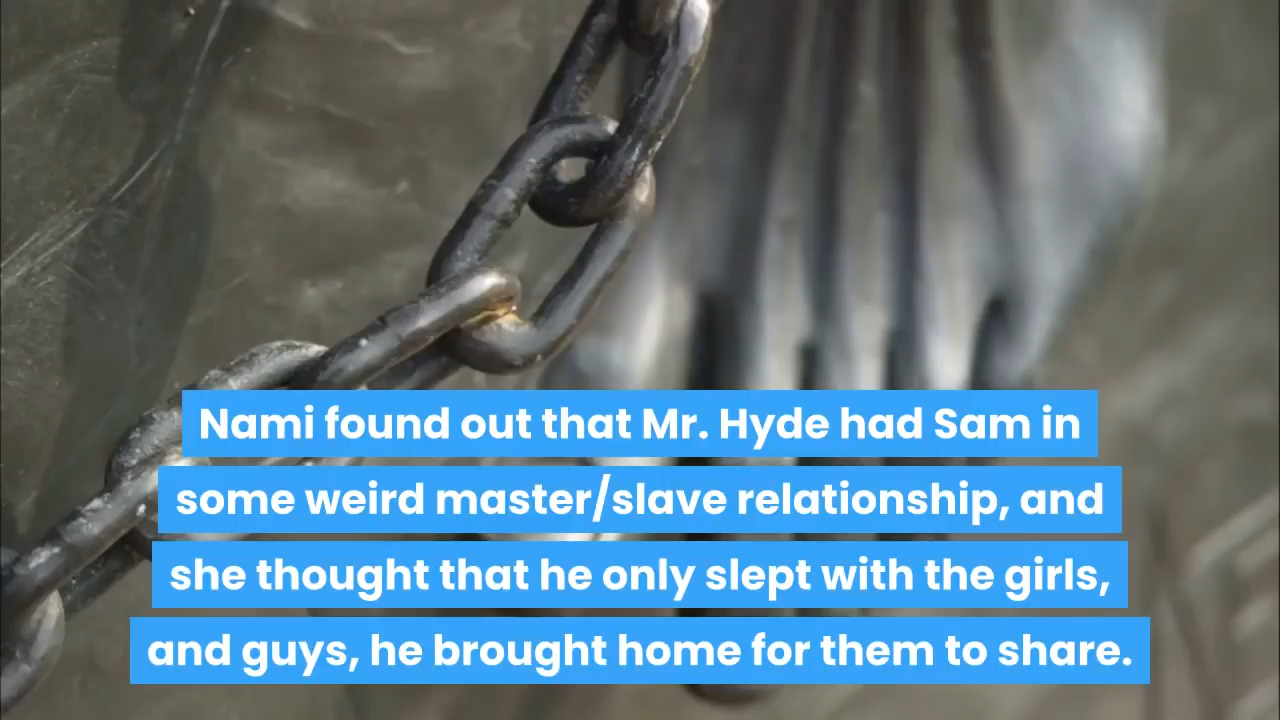 Nami found out that Mr. Hyde had Sam in
some weird master/slave relationship, and
she thought that he only slept with the girls,
and guys, he brought home for them to share.